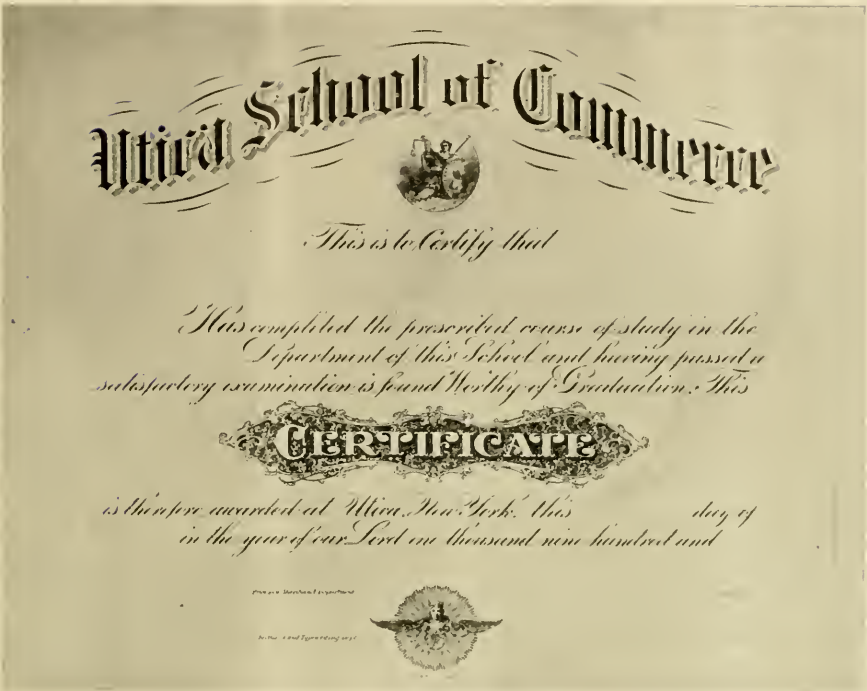 Utica School of Commerce
This is to Certify that
Has completed the prescribed course of study in the
Department of this School and having passed a
satisfactory examination is found Worthy of Graduation. This
CERTIFICATE
is therefore awarded at Utica, New York, this day of
in the year of our Lord one thousand nine hundred and